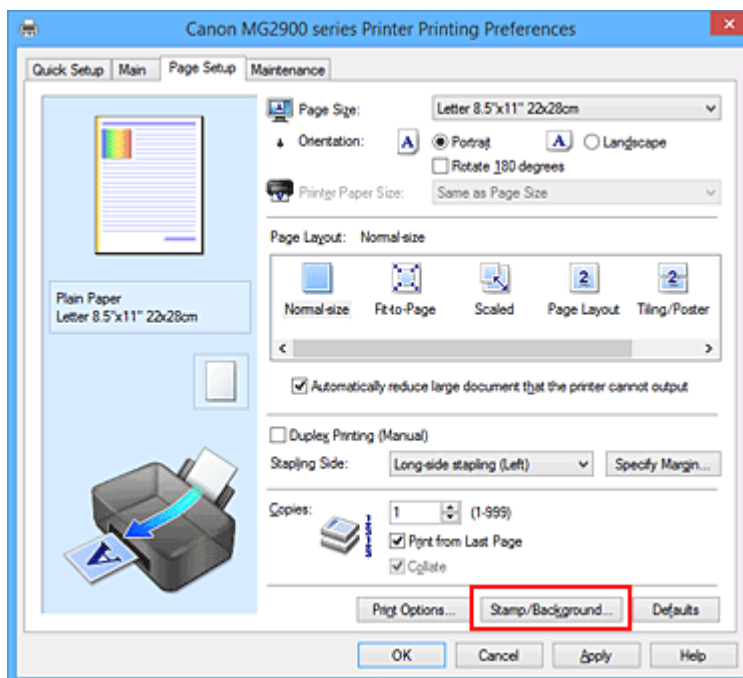 Canon MG2900 series Printer Printing Preferences
Quick Setup Main Page Setup Maintenance
Page Size: Letter 8.5"x11" 22x28cm
Orientation: A Portrait A Landscape
Rotate 180 degrees
Printer Paper Size: Same as Page Size
Page Layout: Normal-size
2 2
Normal-size Fit-to-Page Scaled Page Layout Tiling/Poster
Plain Paper
Letter 8.5"x11" 22x28cm
Automatically reduce large document that the printer cannot output
Duplex Printing (Manual)
Stapling Side: Long-side stapling (Left) Specify Margin...
Copies: 1 (1-999)
Print from Last Page
Collate
A
Print Options... Stamp/Background... Defaults
OK Cancel Apply Help